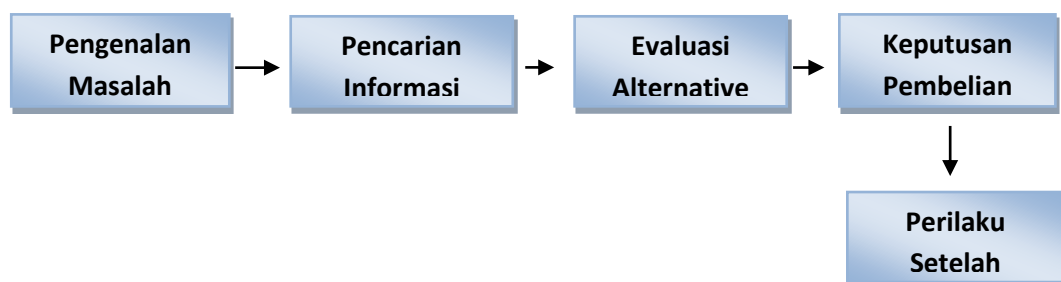 Pengenalan
Masalah
Pencarian
Informasi
Evaluasi
Alternative
Keputusan
Pembelian
Perilaku
Setelah